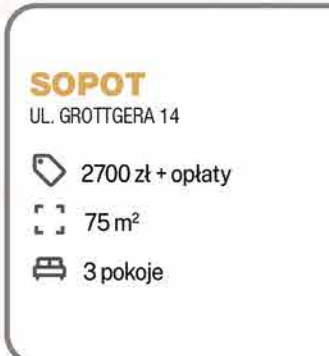 SOPOT
UL. GROTTGERA 14
2700 zł + opłaty
75 m²
3 pokoje